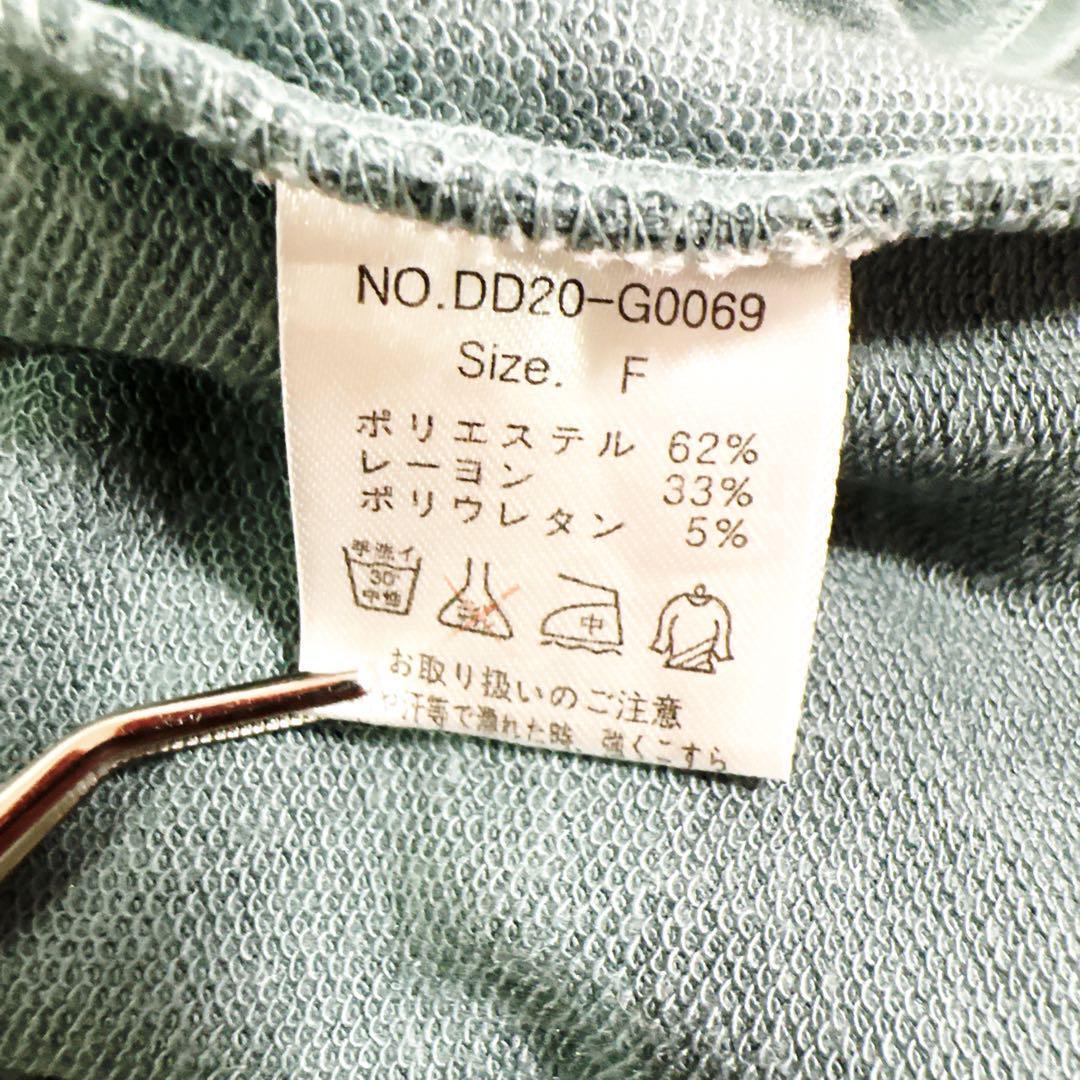 NO.DD20-G0069
Size. F
ポリエステル 62%
レーヨン 33%
ポリウレタン 5%
手洗イ
30
中性
中
お取り扱いのご注意
や汗等で濡れた時、強くこすら